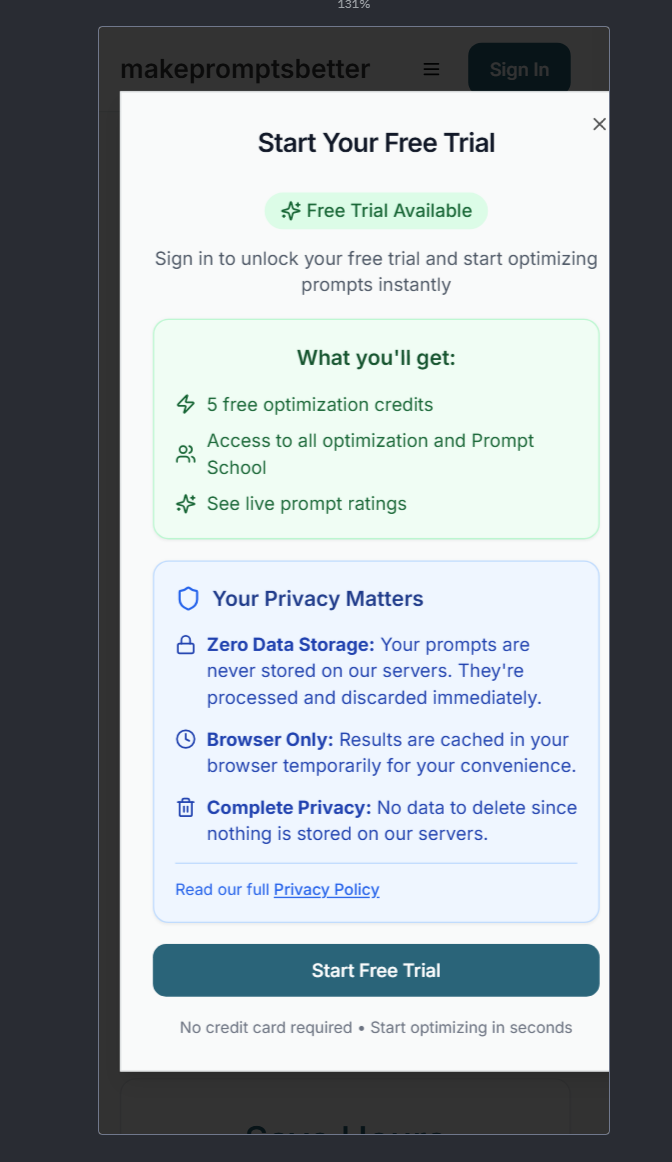 131%
makepromptsbetter
Sign In
Start Your Free Trial
Free Trial Available
Sign in to unlock your free trial and start optimizing
prompts instantly
What you'll get:
5 free optimization credits
Access to all optimization and Prompt
School
See live prompt ratings
Your Privacy Matters
Zero Data Storage: Your prompts are
never stored on our servers. They're
processed and discarded immediately.
Browser Only: Results are cached in your
browser temporarily for your convenience.
Complete Privacy: No data to delete since
nothing is stored on our servers.
Read our full Privacy Policy
Start Free Trial
No credit card required • Start optimizing in seconds
Save Hours